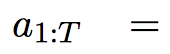 a_{1:T} =